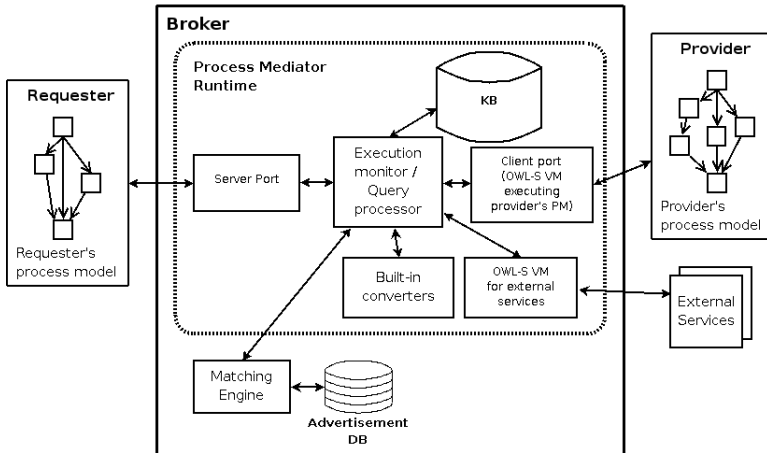 Broker
Process Mediator
Runtime
Requester
Requester's
process model
Server Port
Execution
monitor /
Query
processor
KB
Client port
(OWL-S VM
executing
provider's PM)
Built-in
converters
OWL-S VM
for external
services
Matching
Engine
Advertisement
DB
Provider
Provider's
process model
External
Services